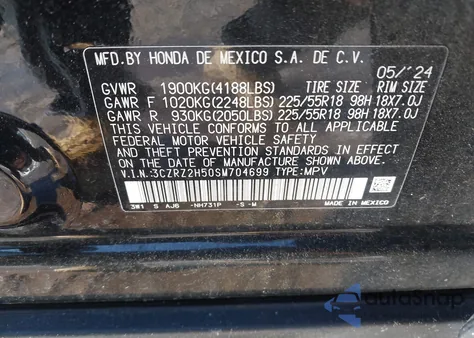 MFD.BY HONDA DE MEXICO S.A. DE C.V.
05/'24
GVWR 1900KG(4188LBS) TIRE SIZE RIM SIZE
GAWR F 1020KG(2248LBS) 225/55R18 98H 18X7.0J
GAWR R 930KG(2050LBS) 225/55R18 98H 18X7.0J
THIS VEHICLE CONFORMS TO ALL APPLICABLE
FEDERAL MOTOR VEHICLE SAFETY
AND THEFT PREVENTION STANDARDS IN EFFECT ON
THE DATE OF MANUFACTURE SHOWN ABOVE.
V.I.N.:3CZRZ2H50SM704699 TYPE:MPV
3W1 S AJ6 -NH731P -S -M MADE IN MEXICO
AutoSnap